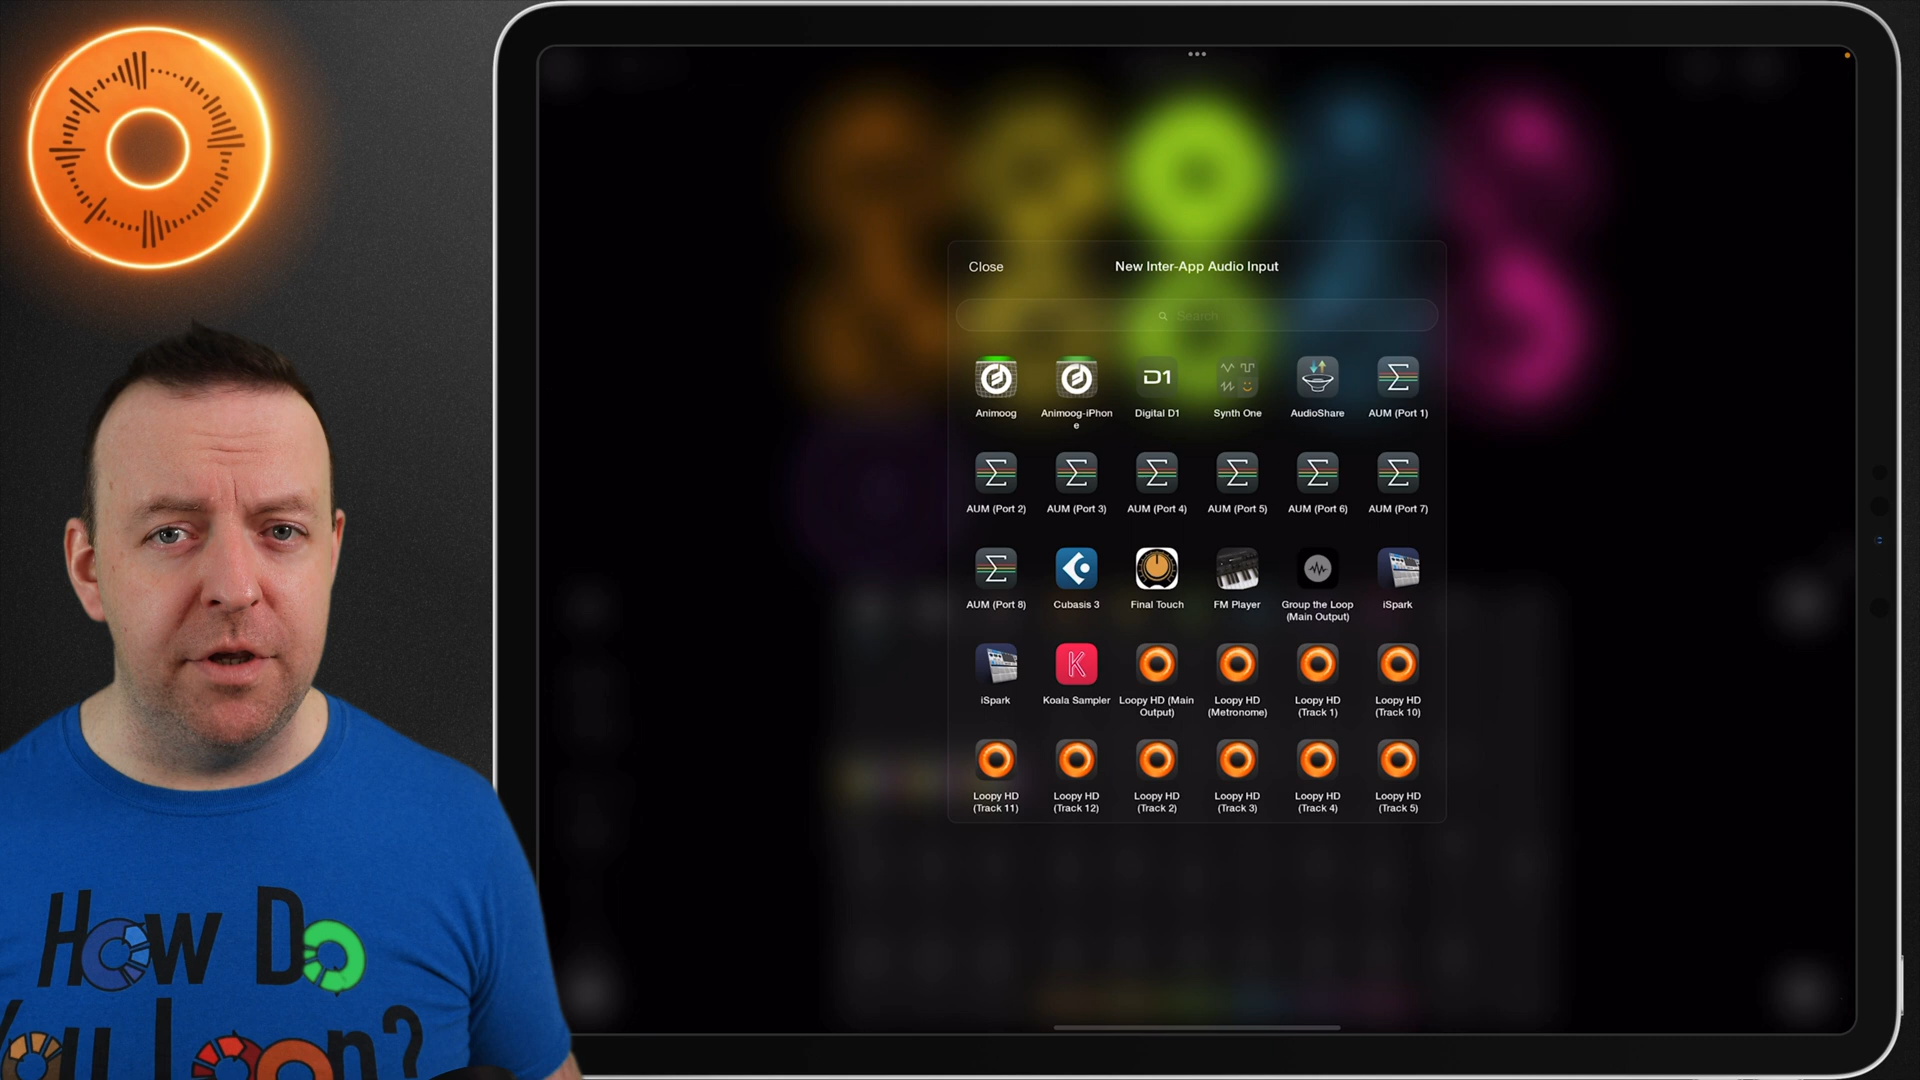 Close
New Inter-App Audio Input
Search
D1
Animoog
Animoog-iPhon
e
Digital D1
Synth One
AudioShare
AUM (Port 1)
AUM (Port 2)
AUM (Port 3)
AUM (Port 4)
AUM (Port 5)
AUM (Port 6)
AUM (Port 7)
AUM (Port 8)
Cubasis 3
Final Touch
FM Player
Group the Loop
(Main Output)
iSpark
K
iSpark
Koala Sampler
Loopy HD (Main
Output)
Loopy HD
(Metronome)
Loopy HD
(Track 1)
Loopy HD
(Track 10)
Loopy HD
(Track 11)
Loopy HD
(Track 12)
Loopy HD
(Track 2)
Loopy HD
(Track 3)
Loopy HD
(Track 4)
Loopy HD
(Track 5)
How Do
You Loop?